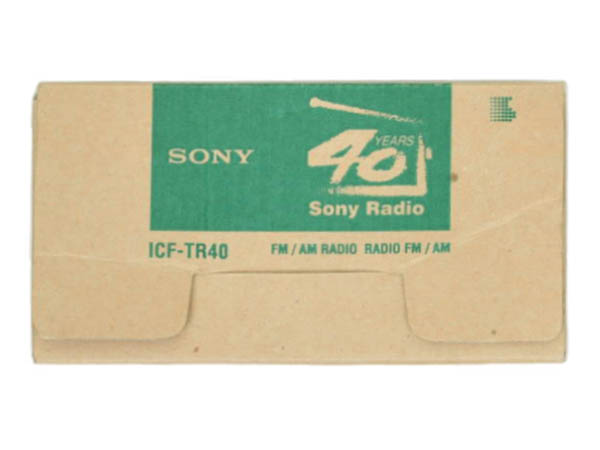 SONY
40 YEARS
Sony Radio
ICF-TR40 FM / AM RADIO RADIO FM / AM